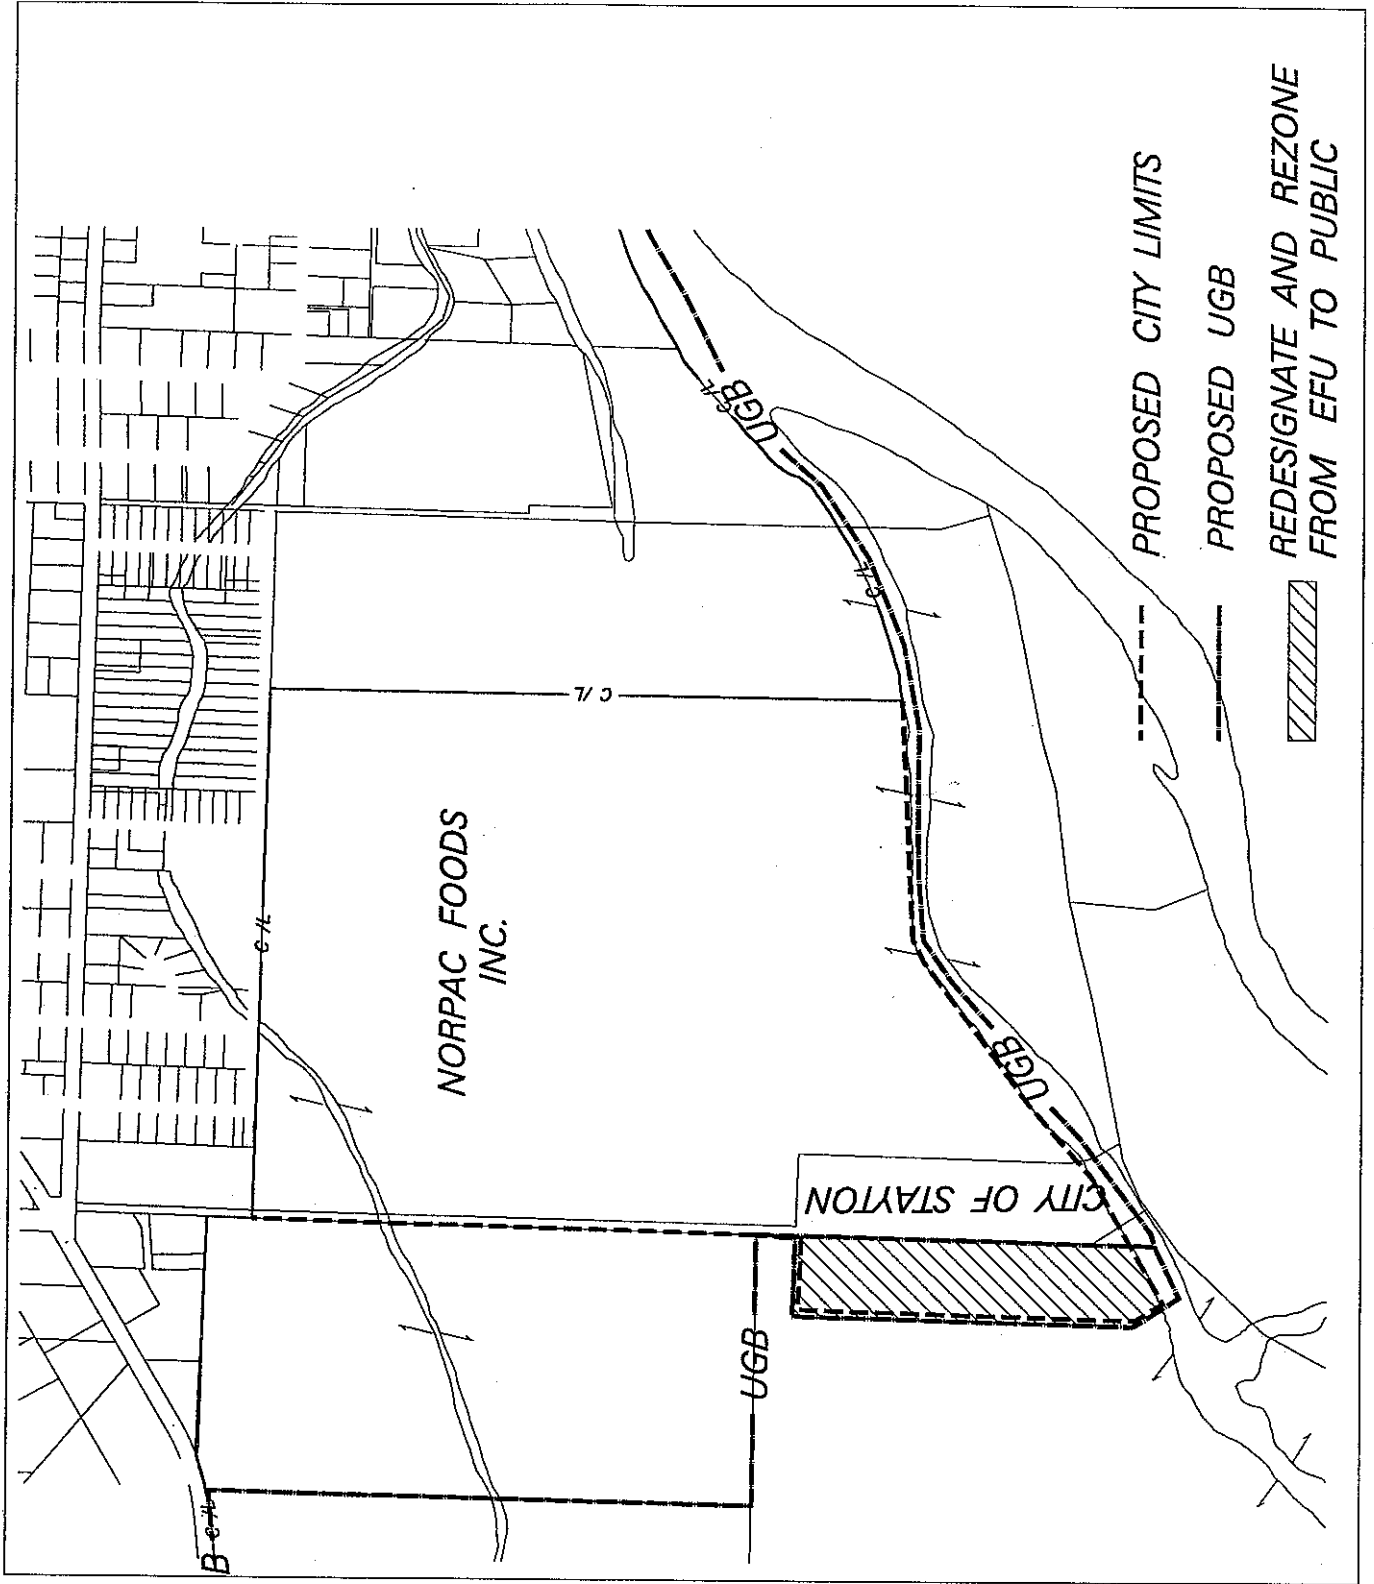 C/L
C/L
C/L
C/L
UGB
NORPAC FOODS
INC.
UGB
CITY OF STAYTON
UGB
B C/L
PROPOSED CITY LIMITS
PROPOSED UGB
REDESIGNATE AND REZONE
FROM EFU TO PUBLIC